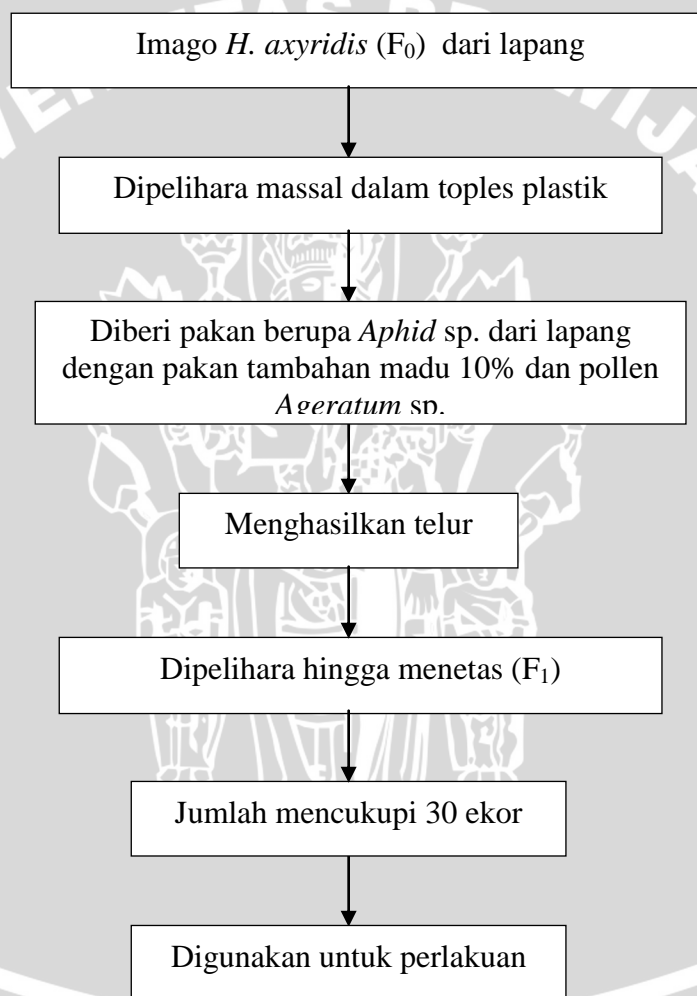 Imago H. axyridis (F₀) dari lapang
Dipelihara massal dalam toples plastik
Diberi pakan berupa Aphid sp. dari lapang
dengan pakan tambahan madu 10% dan pollen
Ageratum sp.
Menghasilkan telur
Dipelihara hingga menetas (F₁)
Jumlah mencukupi 30 ekor
Digunakan untuk perlakuan